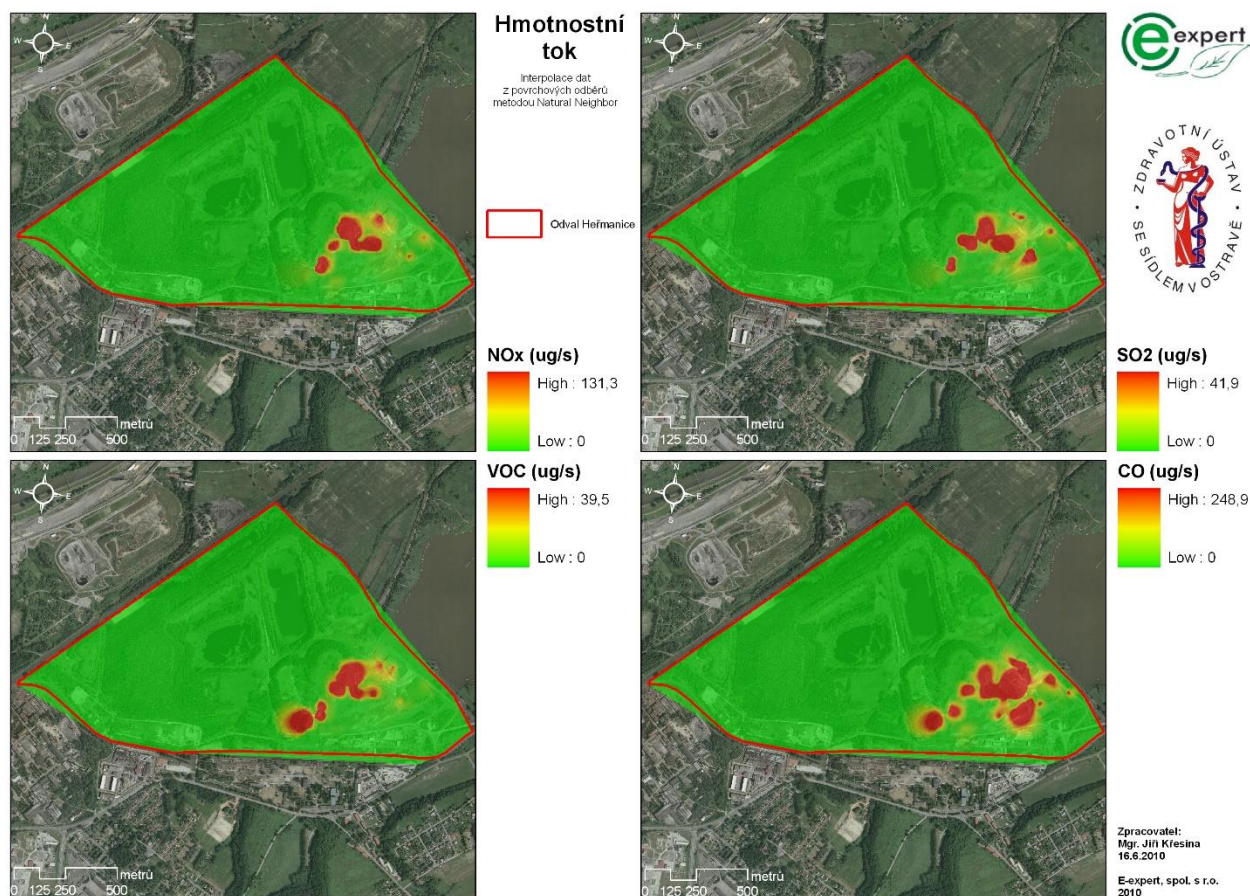 Hmotnostní
tok
Interpolace dat
z povrchových odběrů
metodou Natural Neighbor
Odval Heřmanice
N
W
E
S
NOx (ug/s)
High : 131,3
Low : 0
metrů
0 125 250 500
N
W
E
S
SO2 (ug/s)
High : 41,9
Low : 0
metrů
0 125 250 500
e expert
ZDRAVOTNÍ ÚSTAV
SE SÍDLEM V OSTRAVĚ
N
W
E
S
VOC (ug/s)
High : 39,5
Low : 0
metrů
0 125 250 500
N
W
E
S
CO (ug/s)
High : 248,9
Low : 0
metrů
0 125 250 500
Zpracovatel:
Mgr. Jiří Křesina
16.6.2010
E-expert, spol. s r.o.
2010